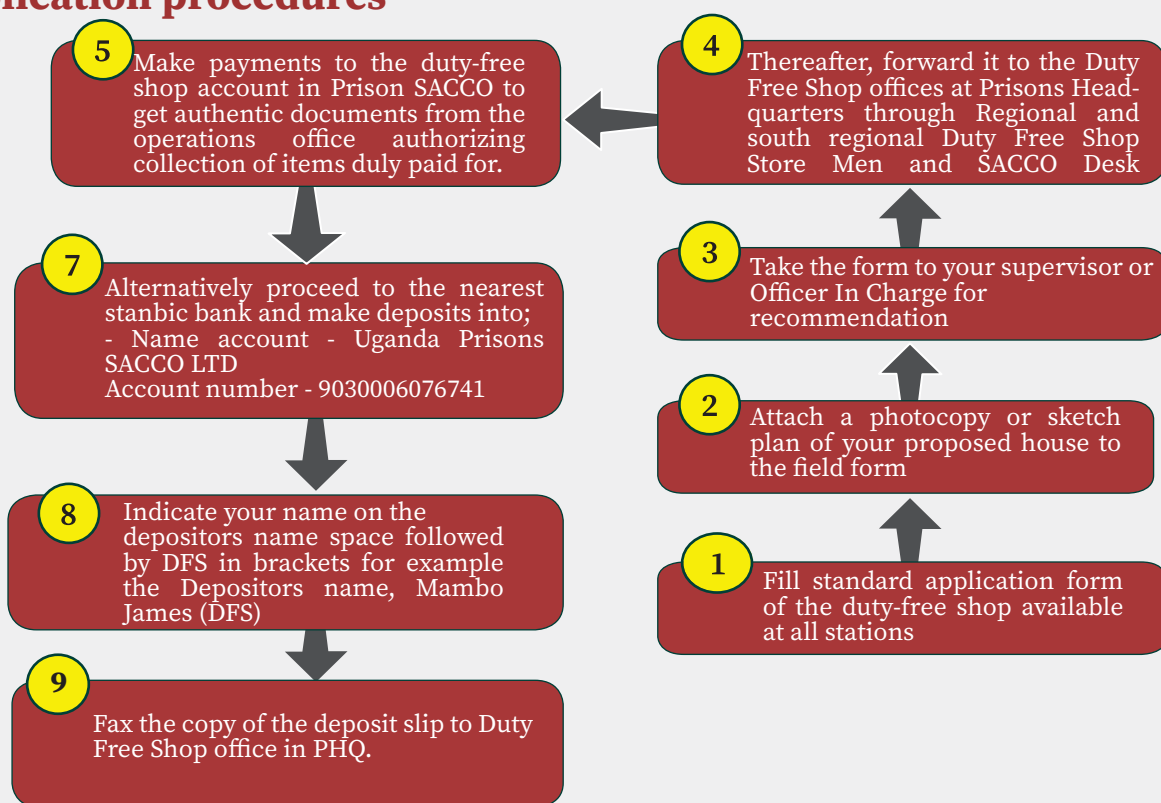 lication procedures
1
Fill standard application form
of the duty-free shop available
at all stations
2
Attach a photocopy or sketch
plan of your proposed house to
the field form
3
Take the form to your supervisor or
Officer In Charge for
recommendation
4
Thereafter, forward it to the Duty
Free Shop offices at Prisons Head-
quarters through Regional and
south regional Duty Free Shop
Store Men and SACCO Desk
5
Make payments to the duty-free
shop account in Prison SACCO to
get authentic documents from the
operations office authorizing
collection of items duly paid for.
7
Alternatively proceed to the nearest
stanbic bank and make deposits into;
- Name account - Uganda Prisons
SACCO LTD
Account number - 9030006076741
8
Indicate your name on the
depositors name space followed
by DFS in brackets for example
the Depositors name, Mambo
James (DFS)
9
Fax the copy of the deposit slip to Duty
Free Shop office in PHQ.